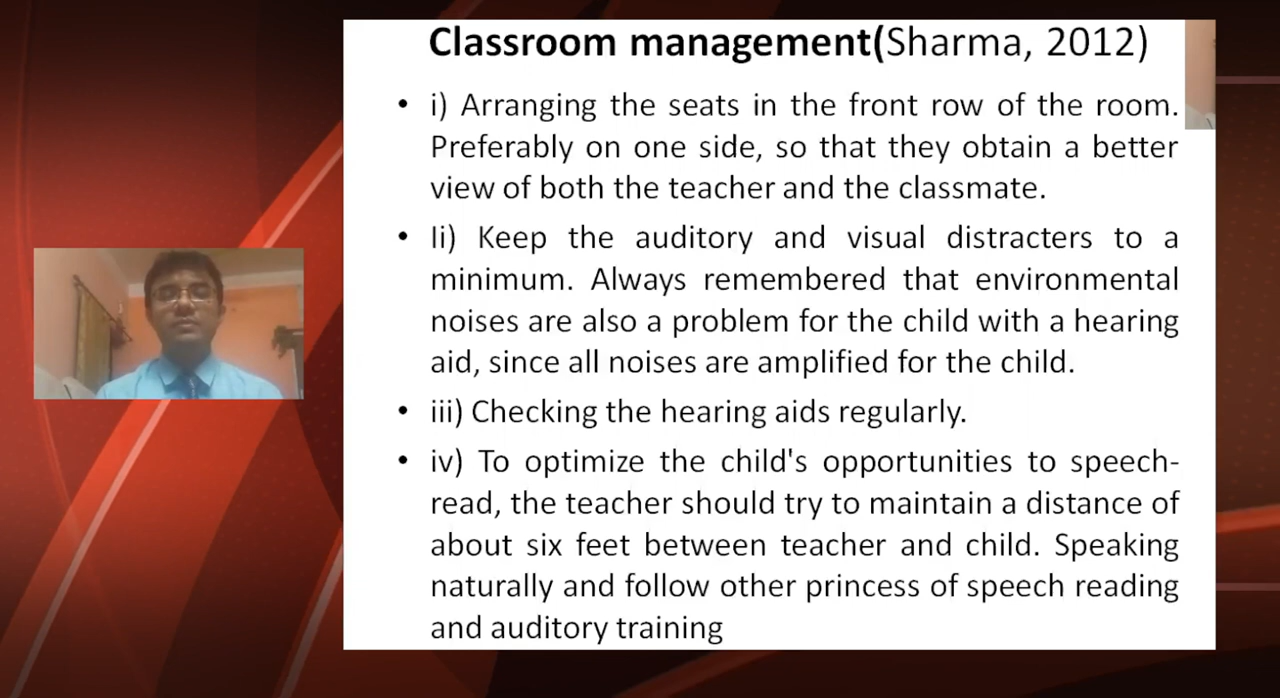 Classroom management(Sharma, 2012)
• i) Arranging the seats in the front row of the room.
Preferably on one side, so that they obtain a better
view of both the teacher and the classmate.
• Ii) Keep the auditory and visual distracters to a
minimum. Always remembered that environmental
noises are also a problem for the child with a hearing
aid, since all noises are amplified for the child.
• iii) Checking the hearing aids regularly.
• iv) To optimize the child's opportunities to speech-
read, the teacher should try to maintain a distance of
about six feet between teacher and child. Speaking
naturally and follow other princess of speech reading
and auditory training